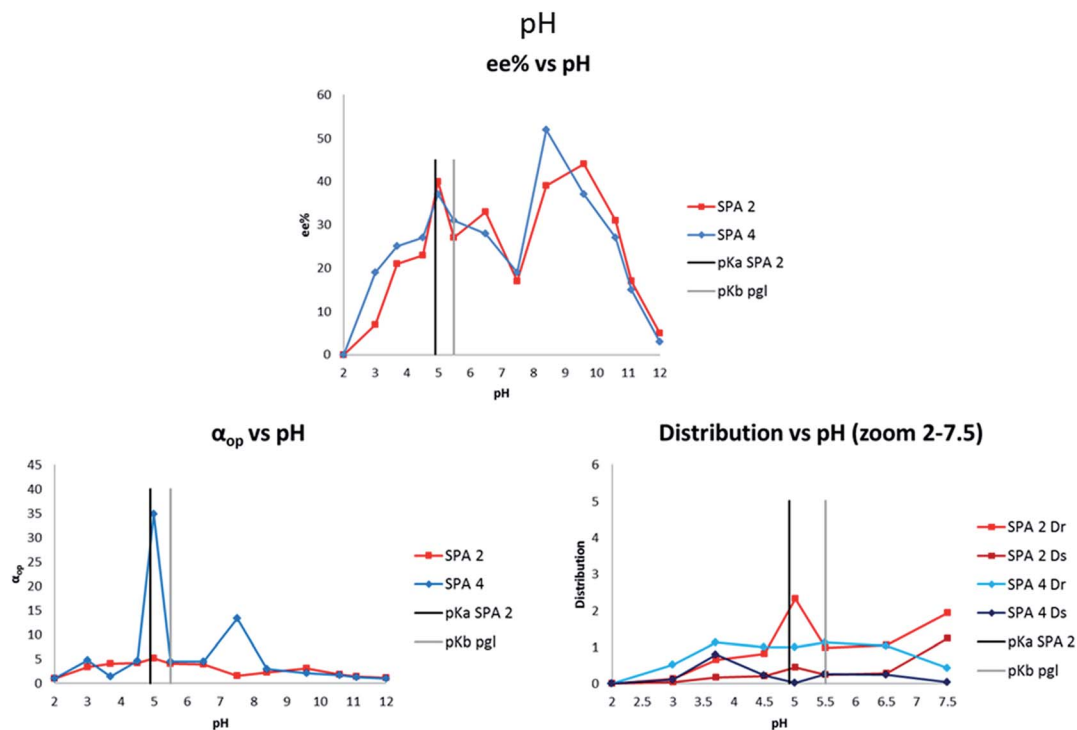 pH
ee% vs pH
60
50
40
30
20
10
0
ee%
2 3 4 5 6 7 8 9 10 11 12
pH
SPA 2
SPA 4
pKa SPA 2
pKb pgl
αop vs pH
45
40
35
30
25
20
15
10
5
0
αop
2 3 4 5 6 7 8 9 10 11 12
pH
SPA 2
SPA 4
pKa SPA 2
pKb pgl
Distribution vs pH (zoom 2-7.5)
6
5
4
3
2
1
0
Distribution
2 2.5 3 3.5 4 4.5 5 5.5 6 6.5 7 7.5
pH
SPA 2 Dr
SPA 2 Ds
SPA 4 Dr
SPA 4 Ds
pKa SPA 2
pKb pgl